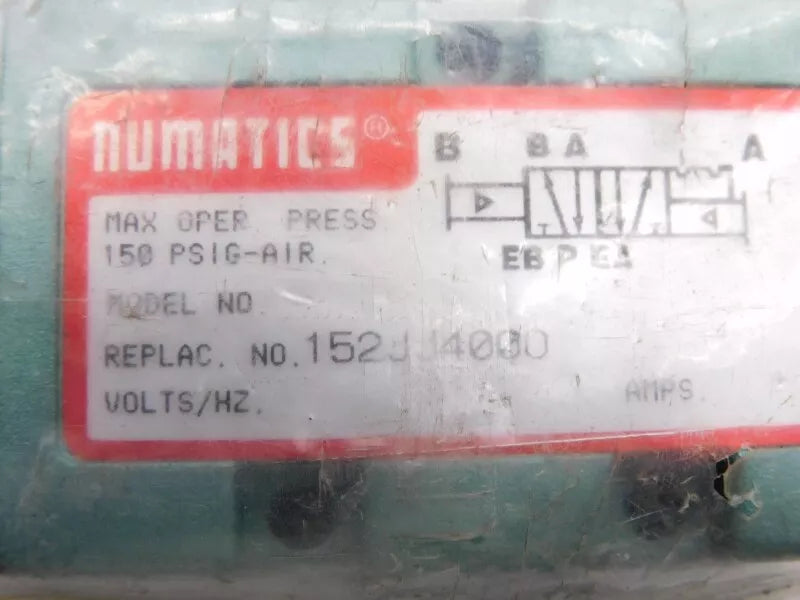 NUMATICS®
B B A A
MAX OPER PRESS
150 PSIG-AIR.
EB P EA
MODEL NO
REPLAC. NO. 152JJ4000
VOLTS/HZ. AMPS.